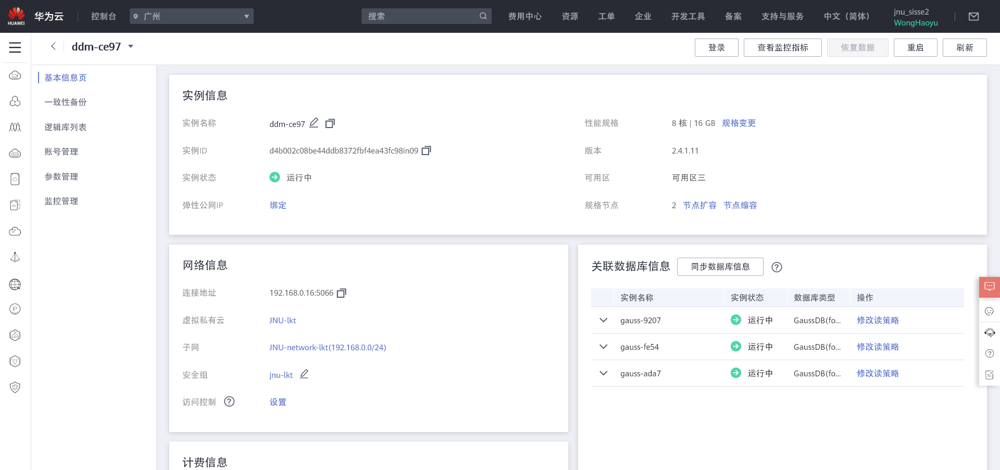 HUAWEI
华为云
控制台
广州
搜索
费用中心
资源
工单
企业
开发工具
备案
支持与服务
中文（简体）
jnu_sisse2
WongHaoyu
ddm-ce97
登录
查看监控指标
恢复数据
重启
刷新
基本信息页
一致性备份
逻辑库列表
账号管理
参数管理
监控管理
实例信息
实例名称 ddm-ce97
性能规格 8 核 | 16 GB 规格变更
实例ID d4b002c08be44ddb8372fbf4ea43fc98in09
版本 2.4.1.11
实例状态 运行中
可用区 可用区三
弹性公网IP 绑定
规格节点 2 节点扩容 节点缩容
网络信息
连接地址 192.168.0.16:5066
虚拟私有云 JNU-lkt
子网 JNU-network-lkt(192.168.0.0/24)
安全组 jnu-lkt
访问控制 设置
计费信息
关联数据库信息 同步数据库信息
实例名称 实例状态 数据库类型 操作
gauss-9207 运行中 GaussDB(fo... 修改读策略
gauss-fe54 运行中 GaussDB(fo... 修改读策略
gauss-ada7 运行中 GaussDB(fo... 修改读策略
IP